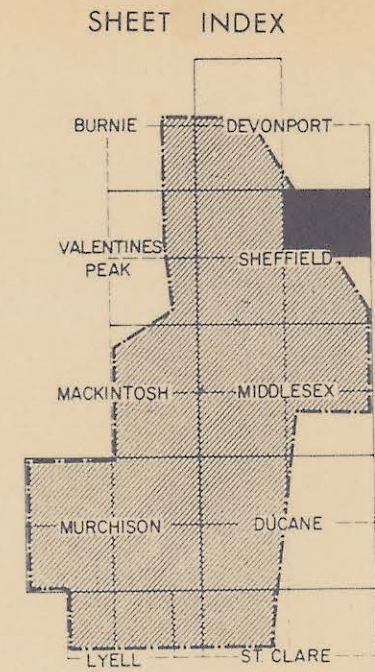 SHEET INDEX
BURNIE DEVONPORT
VALENTINES
PEAK
SHEFFIELD
MACKINTOSH MIDDLESEX
MURCHISON DUCANE
LYELL ST CLARE